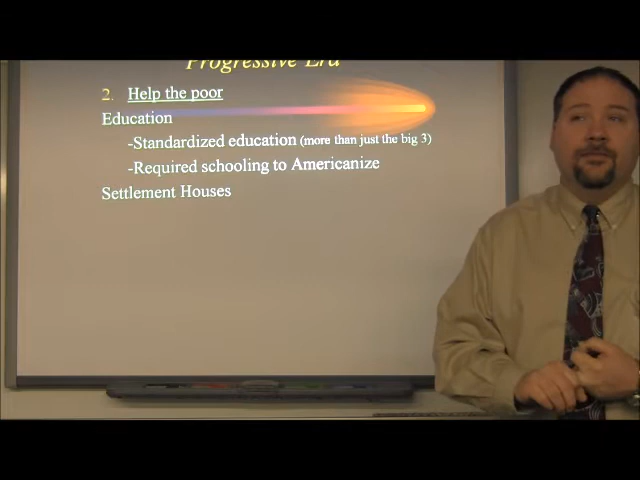 Progressive Era
2. Help the poor
Education
-Standardized education (more than just the big 3)
-Required schooling to Americanize
Settlement Houses